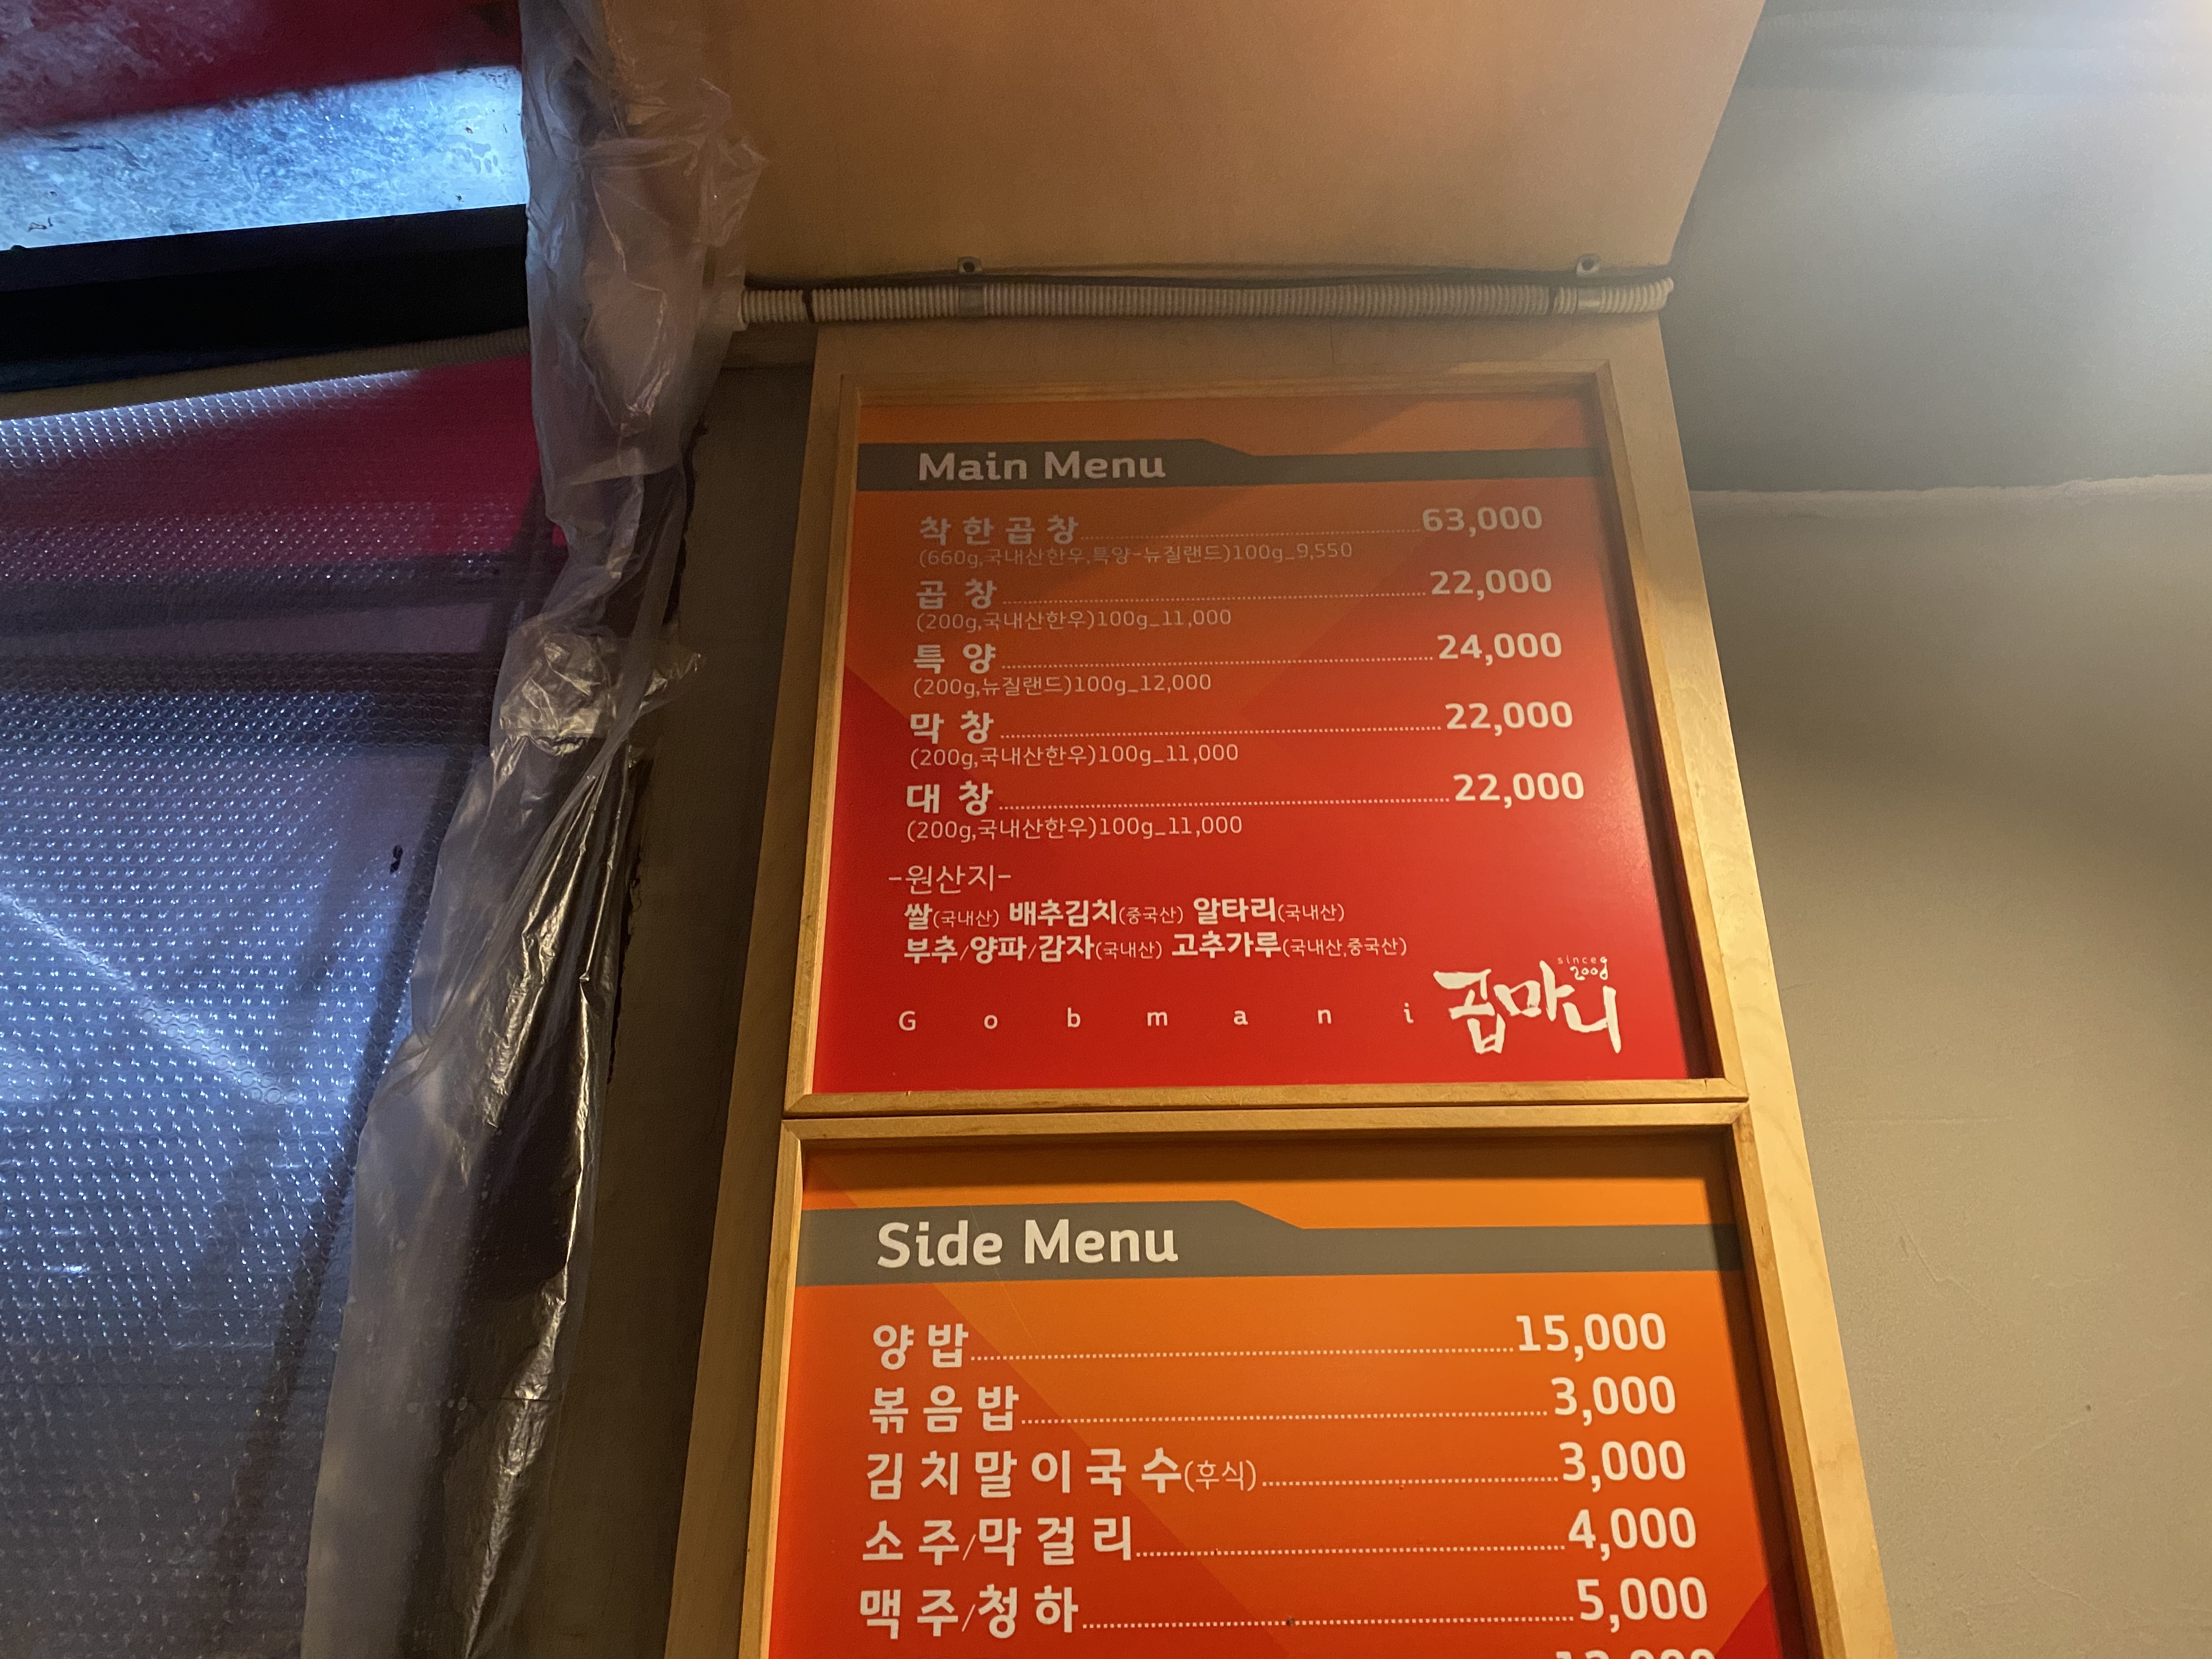 Main Menu
착한곱창 63,000
(660g,국내산한우,특양-뉴질랜드)100g_9,550
곱창 22,000
(200g,국내산한우)100g_11,000
특양 24,000
(200g,뉴질랜드)100g_12,000
막창 22,000
(200g,국내산한우)100g_11,000
대창 22,000
(200g,국내산한우)100g_11,000
-원산지-
쌀(국내산) 배추김치(중국산) 알타리(국내산)
부추/양파/감자(국내산) 고추가루(국내산,중국산)
Gobmani 곱마니
Side Menu
양밥 15,000
볶음밥 3,000
김치말이국수(후식) 3,000
소주/막걸리 4,000
맥주/청하 5,000